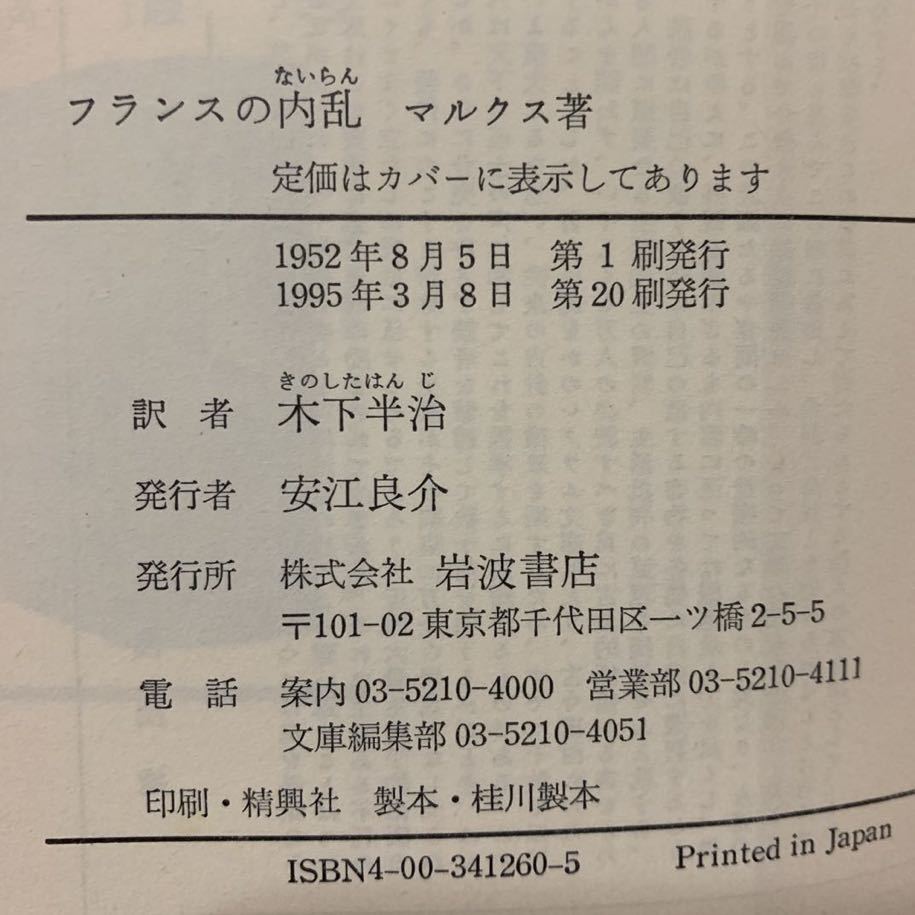 ないらん
フランスの内乱 マルクス著
定価はカバーに表示してあります
1952年8月5日 第1刷発行
1995年3月8日 第20刷発行
きのしたはんじ
訳者 木下半治
発行者 安江良介
発行所 株式会社 岩波書店
〒101-02 東京都千代田区一ツ橋2-5-5
電話 案内 03-5210-4000 営業部 03-5210-4111
文庫編集部 03-5210-4051
印刷・精興社 製本・桂川製本
ISBN4-00-341260-5 Printed in Japan